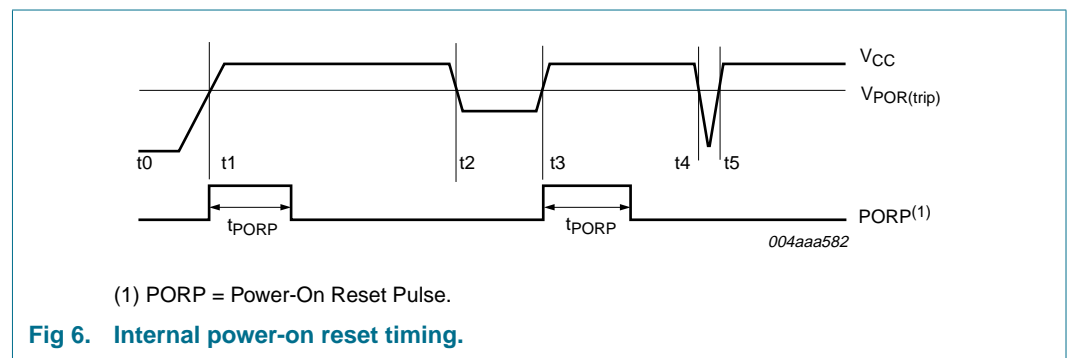 VCC
VPOR(trip)
t0 t1 t2 t3 t4 t5
PORP(1)
tPORP tPORP
004aaa582
(1) PORP = Power-On Reset Pulse.
Fig 6. Internal power-on reset timing.